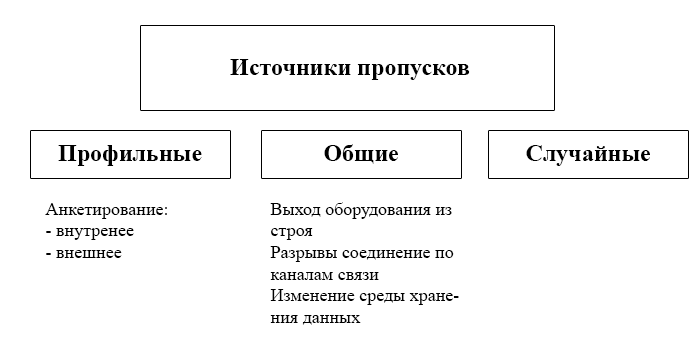 Источники пропусков
Профильные
Общие
Случайные
Анкетирование:
- внутренее
- внешнее
Выход оборудования из
строя
Разрывы соединение по
каналам связи
Изменение среды хране-
ния данных